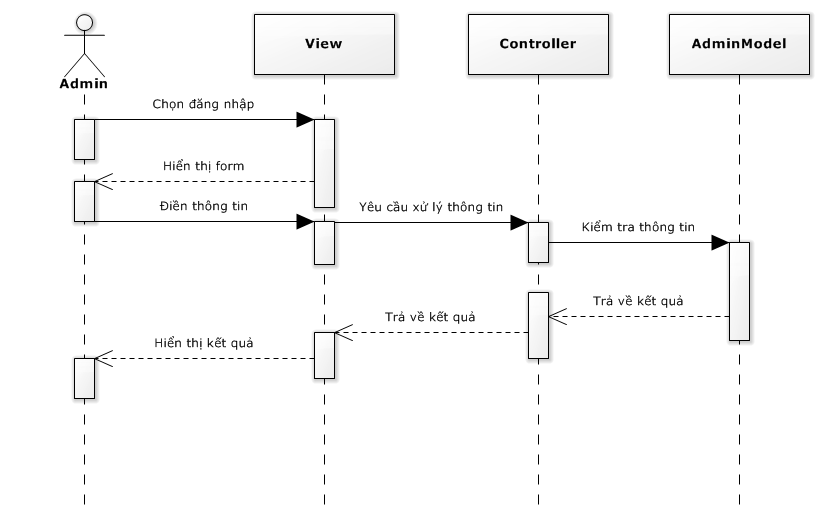 Admin
View
Controller
AdminModel
Chọn đăng nhập
Hiển thị form
Điền thông tin
Yêu cầu xử lý thông tin
Kiểm tra thông tin
Trả về kết quả
Trả về kết quả
Hiển thị kết quả